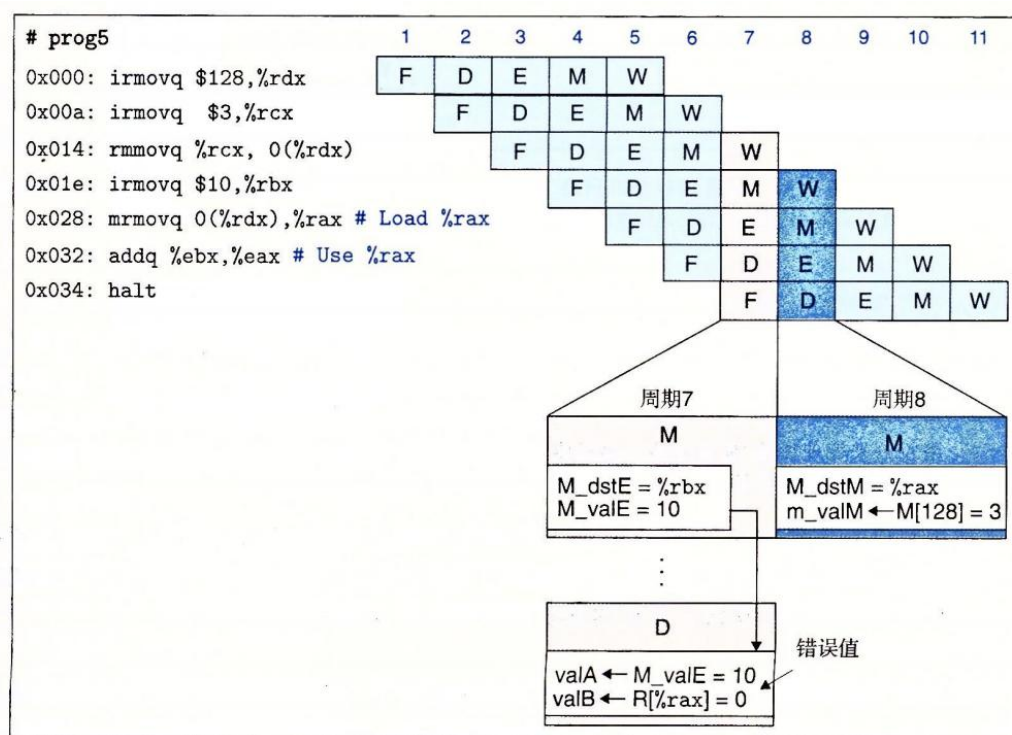 # prog5 1 2 3 4 5 6 7 8 9 10 11
0x000: irmovq $128,%rdx F D E M W
0x00a: irmovq $3,%rcx F D E M W
0x014: rmmovq %rcx, 0(%rdx) F D E M W
0x01e: irmovq $10,%rbx F D E M W
0x028: mrmovq 0(%rdx),%rax # Load %rax F D E M W
0x032: addq %ebx,%eax # Use %rax F D E M W
0x034: halt F D E M W
周期7 周期8
M M
M_dstE = %rbx M_dstM = %rax
M_valE = 10 m_valM ← M[128] = 3
D
错误值
valA ← M_valE = 10
valB ← R[%rax] = 0